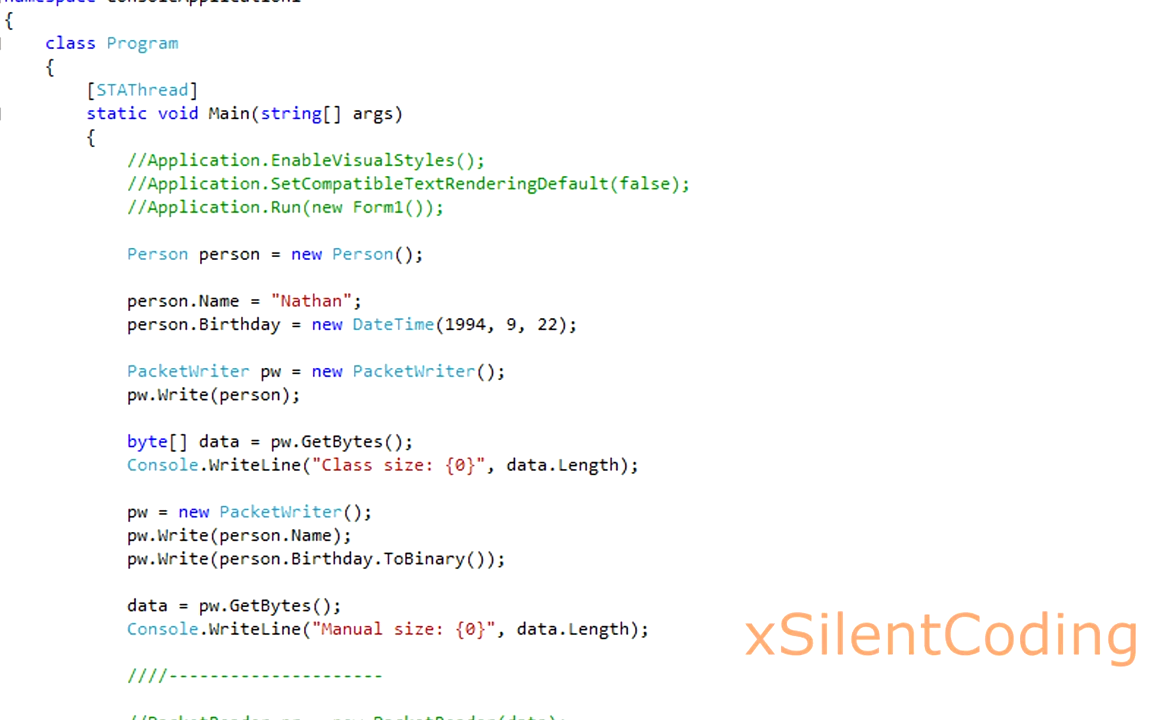 namespace ConsoleApplication1
{
class Program
{
[STAThread]
static void Main(string[] args)
{
//Application.EnableVisualStyles();
//Application.SetCompatibleTextRenderingDefault(false);
//Application.Run(new Form1());
Person person = new Person();
person.Name = "Nathan";
person.Birthday = new DateTime(1994, 9, 22);
PacketWriter pw = new PacketWriter();
pw.Write(person);
byte[] data = pw.GetBytes();
Console.WriteLine("Class size: {0}", data.Length);
pw = new PacketWriter();
pw.Write(person.Name);
pw.Write(person.Birthday.ToBinary());
data = pw.GetBytes();
Console.WriteLine("Manual size: {0}", data.Length);
////---------------------
xSilentCoding